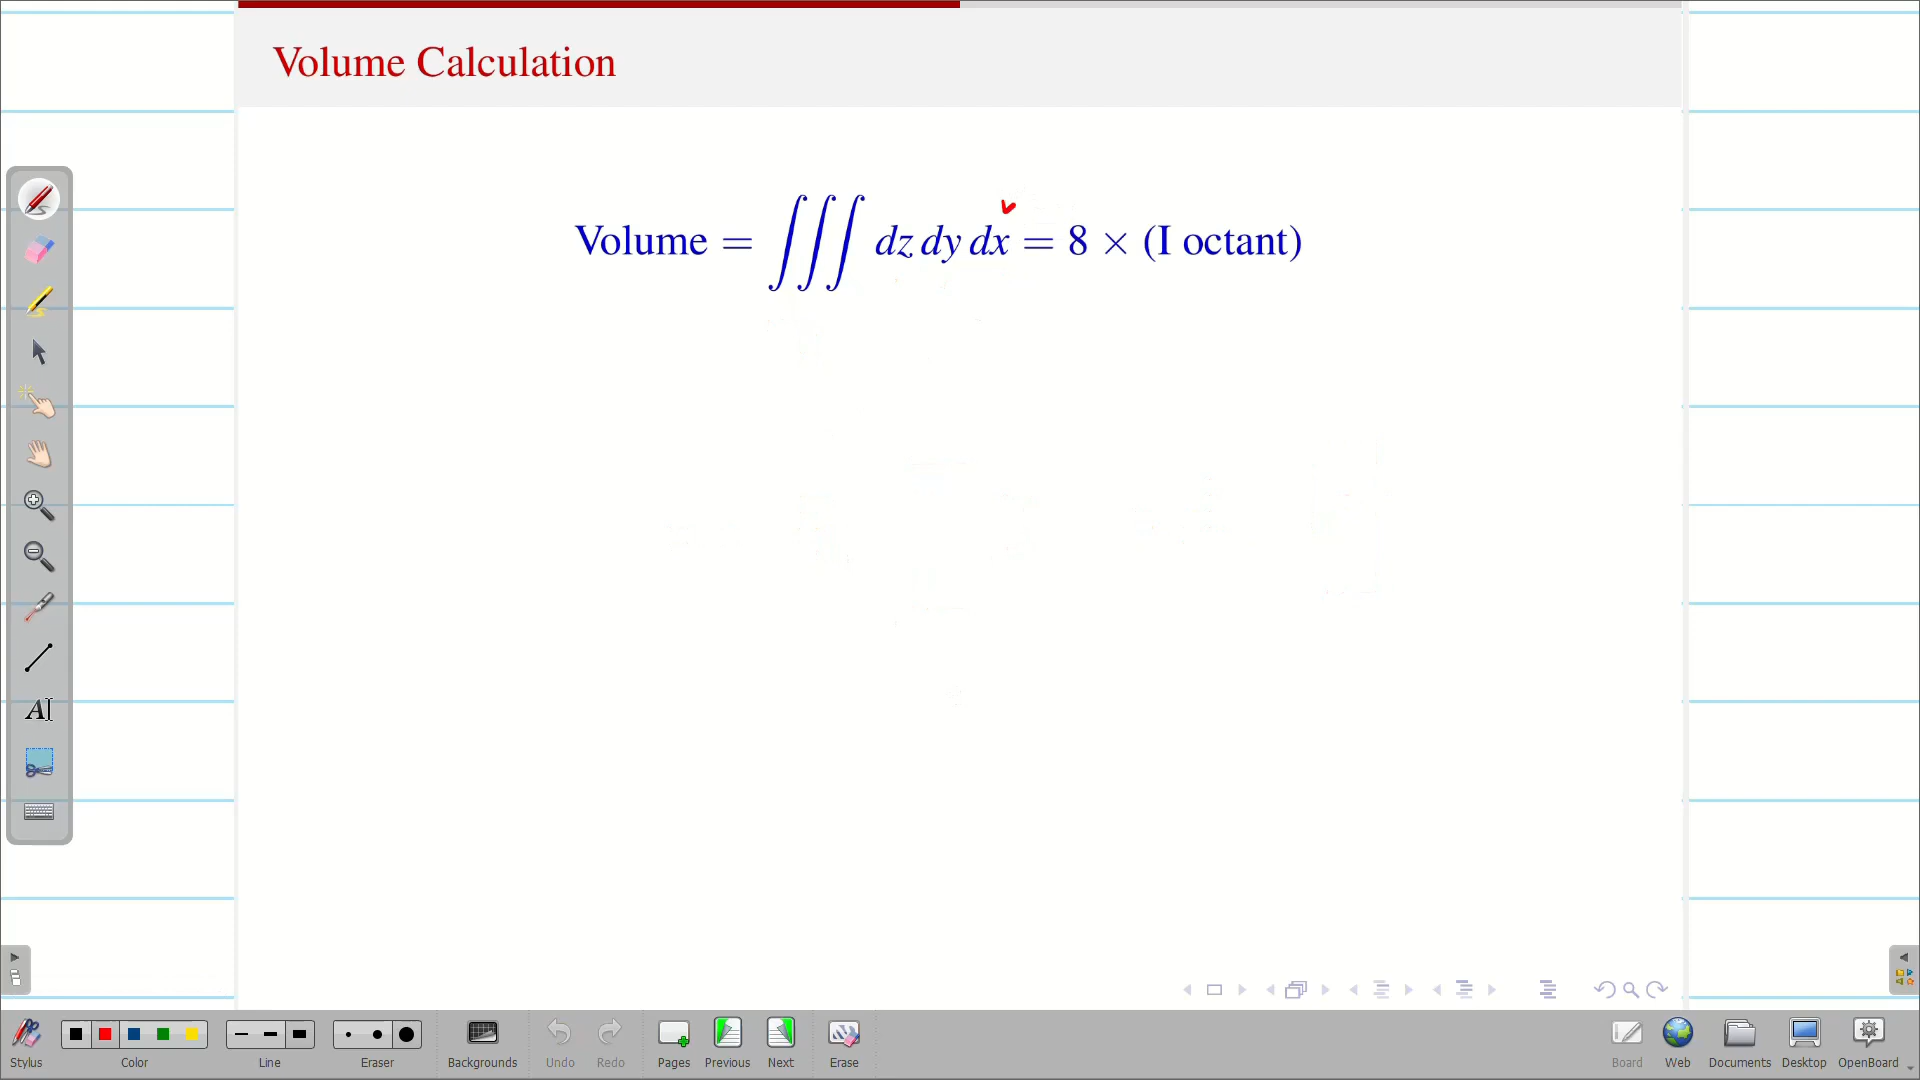 Volume Calculation
Volume = ∭ dz dy dx = 8 × (I octant)
A
Stylus
Color
Line
Eraser
Backgrounds
Undo
Redo
Pages
Previous
Next
Erase
Board
Web
Documents
Desktop
OpenBoard